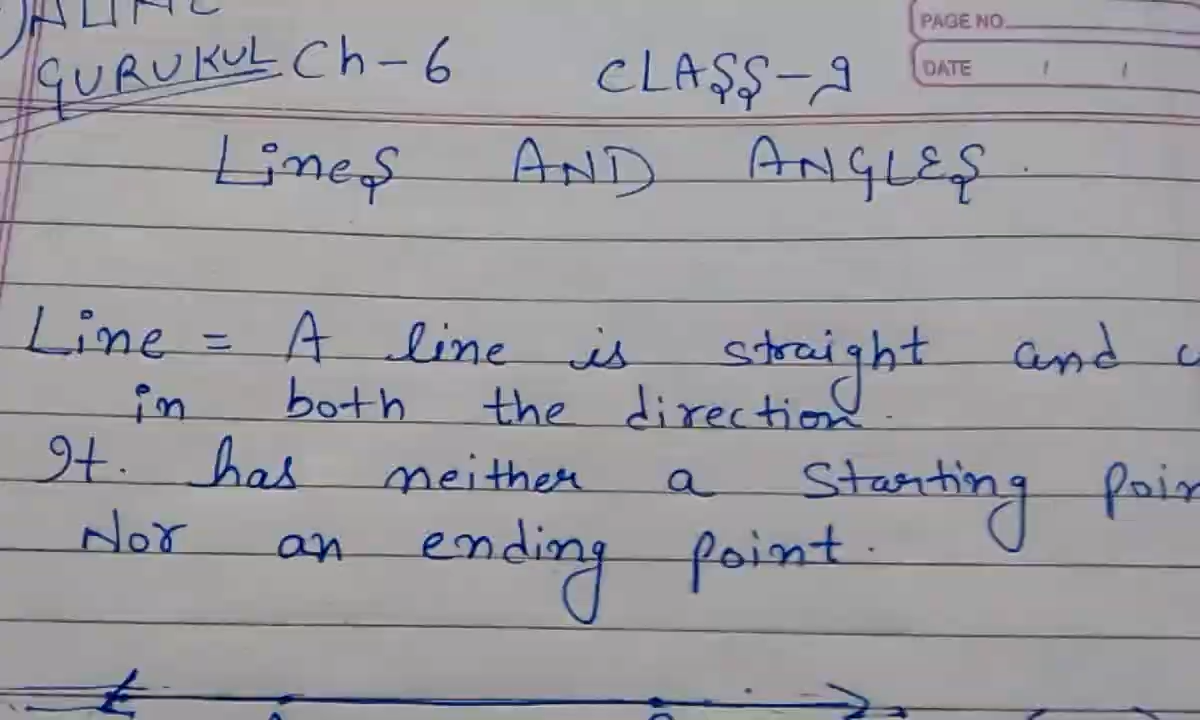 PAGE NO.
DATE / /
GURUKUL Ch-6 CLASS-9
Lines AND ANGLES.
Line = A line is straight and
in both the direction.
It. has neither a starting
Nor an ending point.